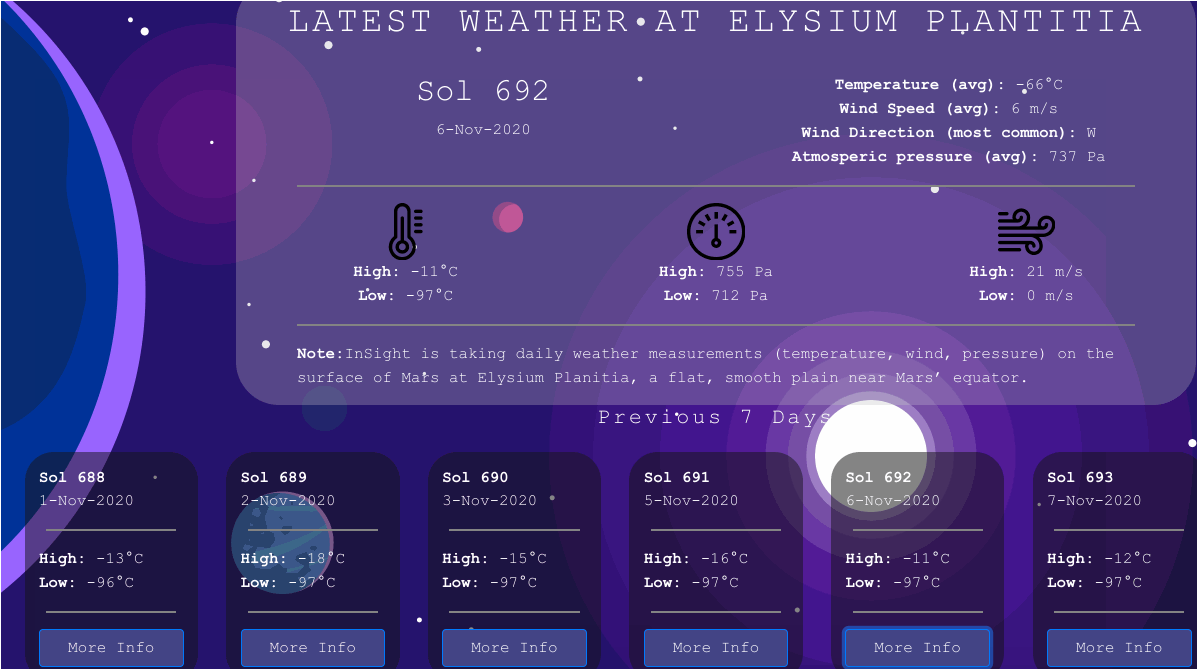 LATEST WEATHER AT ELYSIUM PLANTITIA
Sol 692
6-Nov-2020
Temperature (avg): -66°C
Wind Speed (avg): 6 m/s
Wind Direction (most common): W
Atmosperic pressure (avg): 737 Pa
High: -11°C
Low: -97°C
High: 755 Pa
Low: 712 Pa
High: 21 m/s
Low: 0 m/s
Note:InSight is taking daily weather measurements (temperature, wind, pressure) on the
surface of Mars at Elysium Planitia, a flat, smooth plain near Mars’ equator.
Previous 7 Days
Sol 688
1-Nov-2020
High: -13°C
Low: -96°C
More Info
Sol 689
2-Nov-2020
High: -18°C
Low: -97°C
More Info
Sol 690
3-Nov-2020
High: -15°C
Low: -97°C
More Info
Sol 691
5-Nov-2020
High: -16°C
Low: -97°C
More Info
Sol 692
6-Nov-2020
High: -11°C
Low: -97°C
More Info
Sol 693
7-Nov-2020
High: -12°C
Low: -97°C
More Info